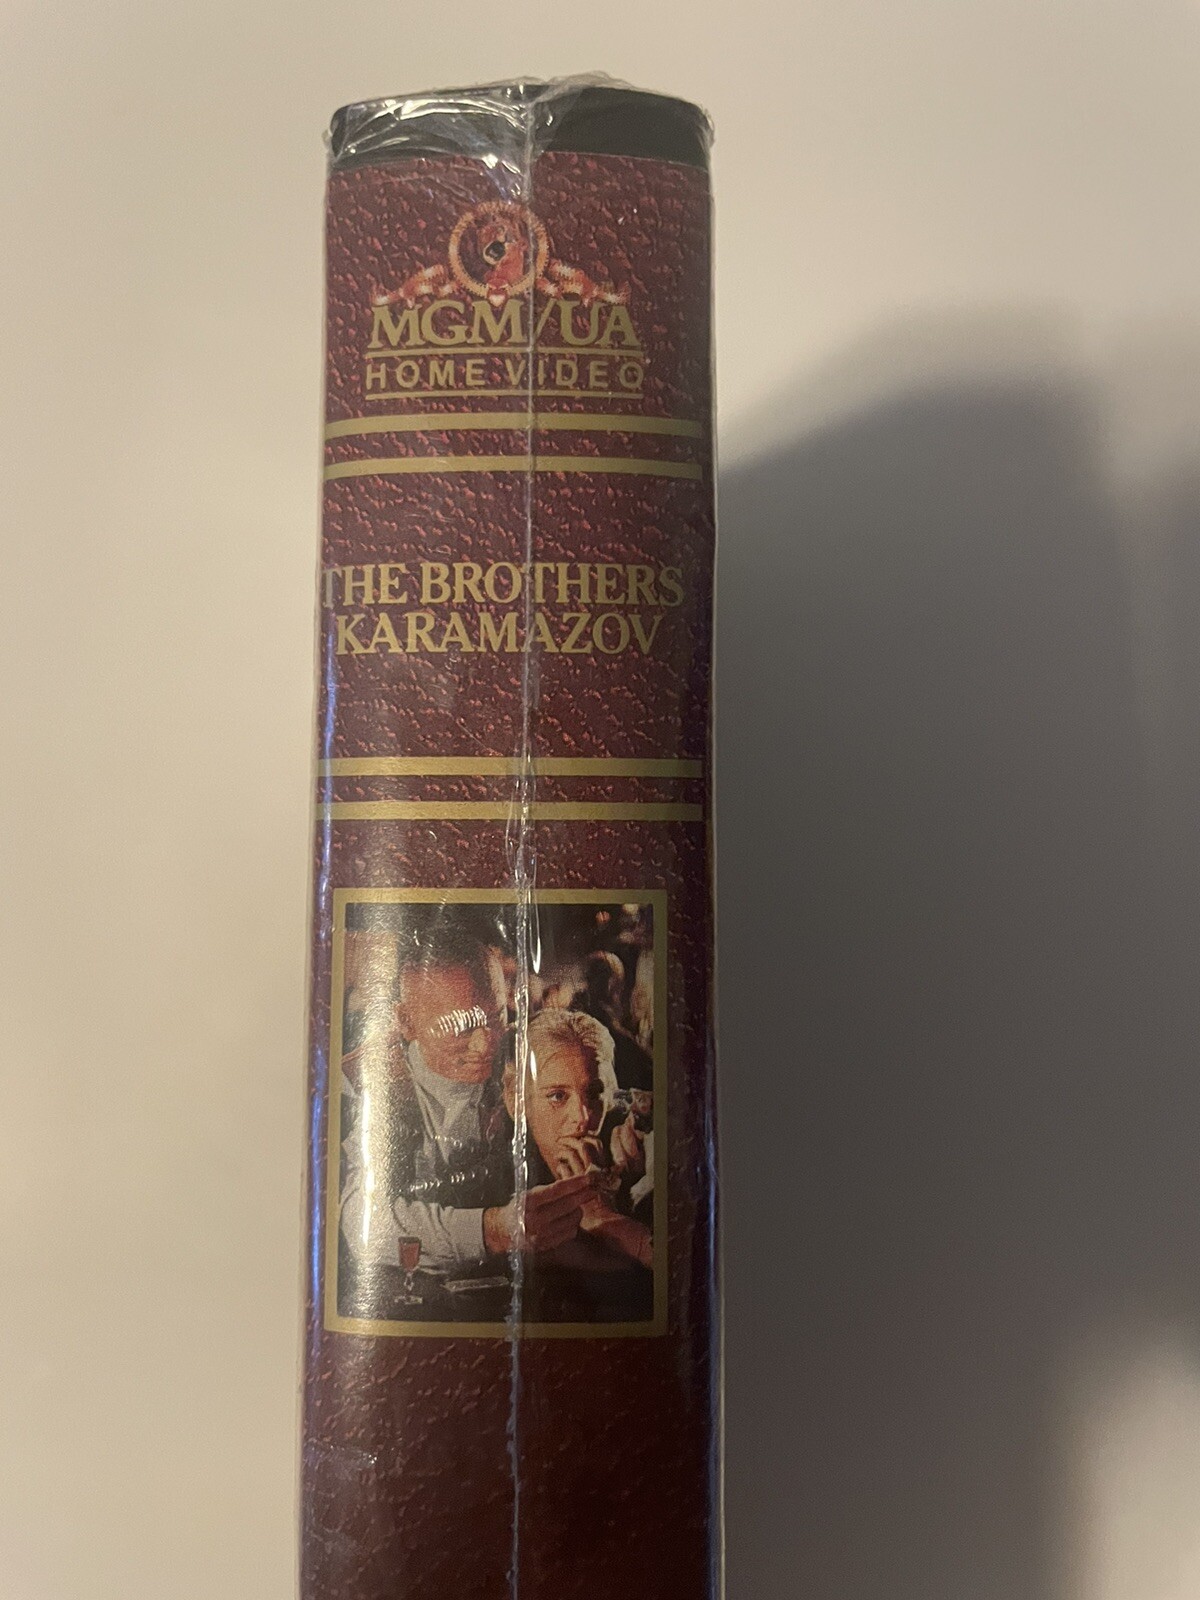 MGM/UA
HOME VIDEO
THE BROTHERS
KARAMAZOV